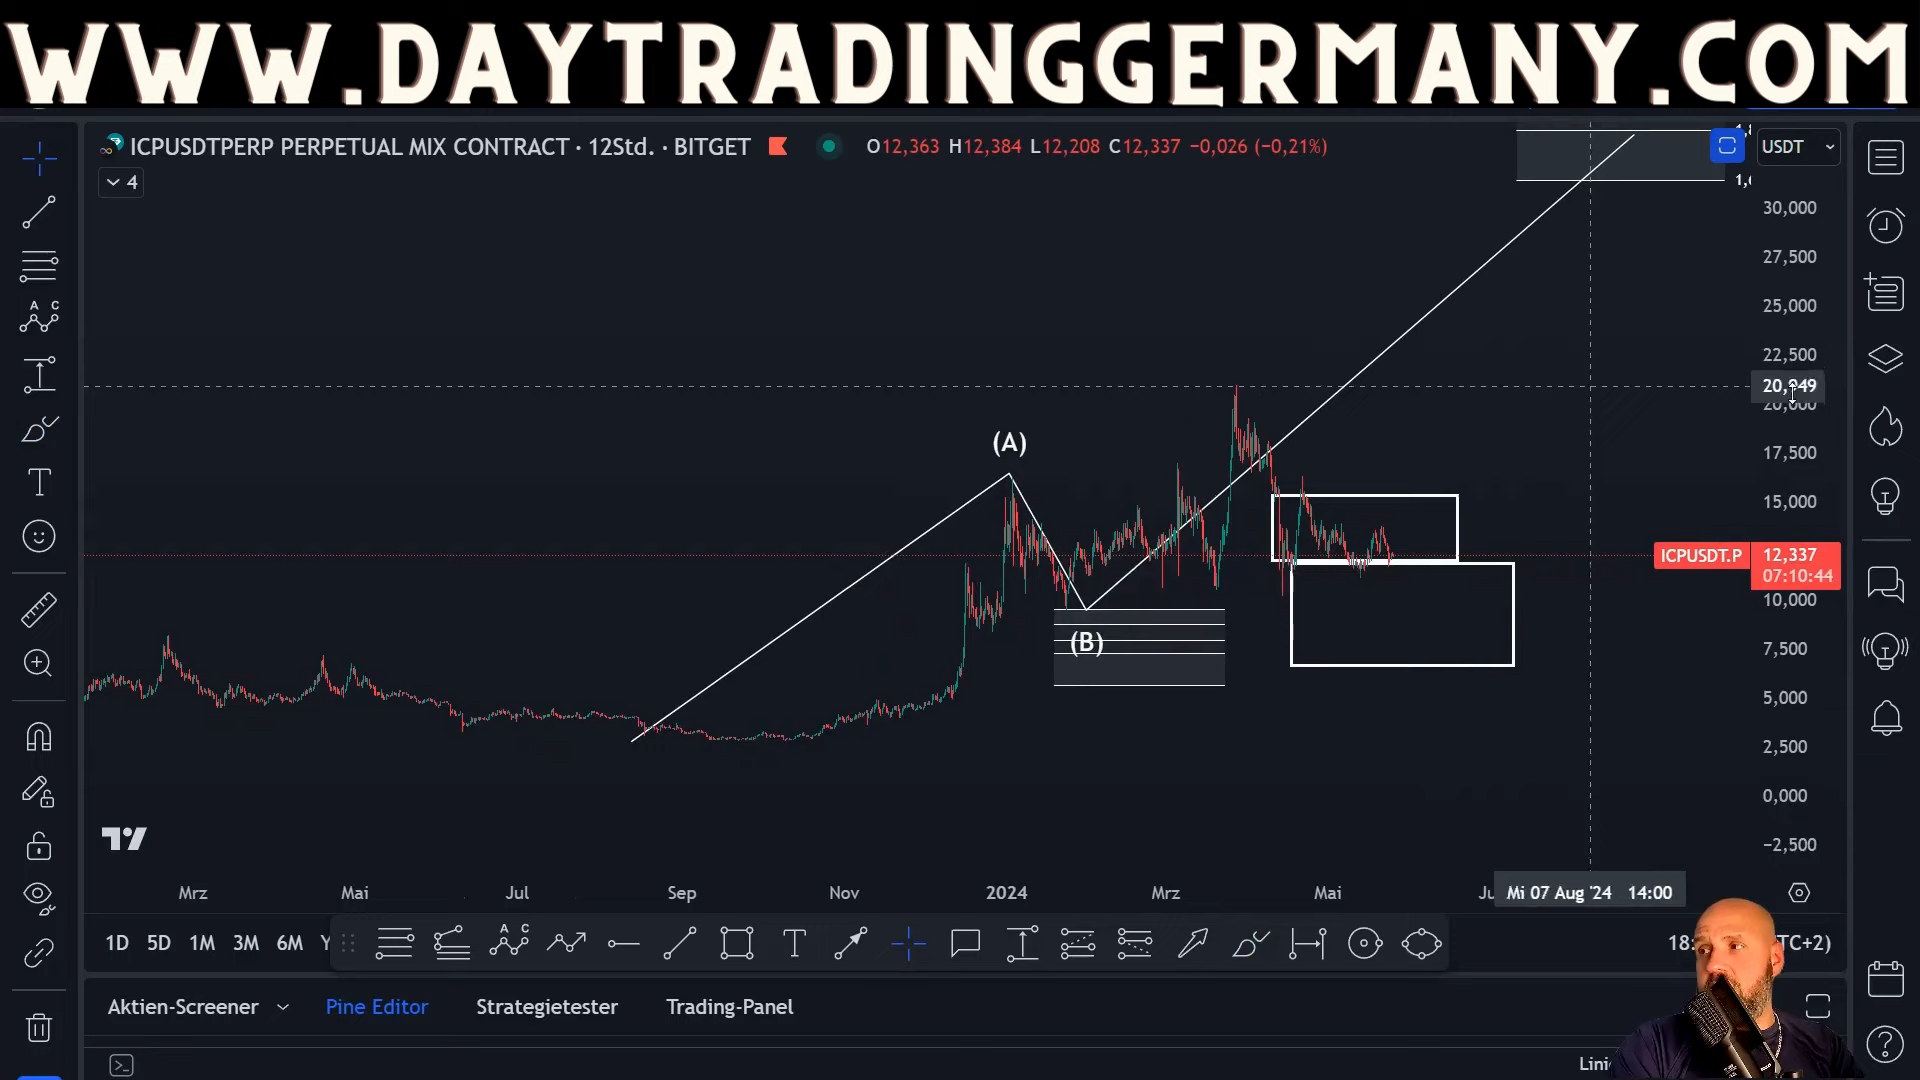 WWW.DAYTRADINGGERMANY.COM
ICPUSDTPERP PERPETUAL MIX CONTRACT · 12Std. · BITGET
O12,363 H12,384 L12,208 C12,337 −0,026 (−0,21%)
USDT
4
30,000
27,500
25,000
22,500
20,949
20,000
17,500
15,000
ICPUSDT.P 12,337
07:10:44
10,000
7,500
5,000
2,500
0,000
−2,500
(A)
(B)
A C
Mrz Mai Jul Sep Nov 2024 Mrz Mai Mi 07 Aug '24 14:00
1D 5D 1M 3M 6M Y
A C
TC+2)
Aktien-Screener Pine Editor Strategietester Trading-Panel